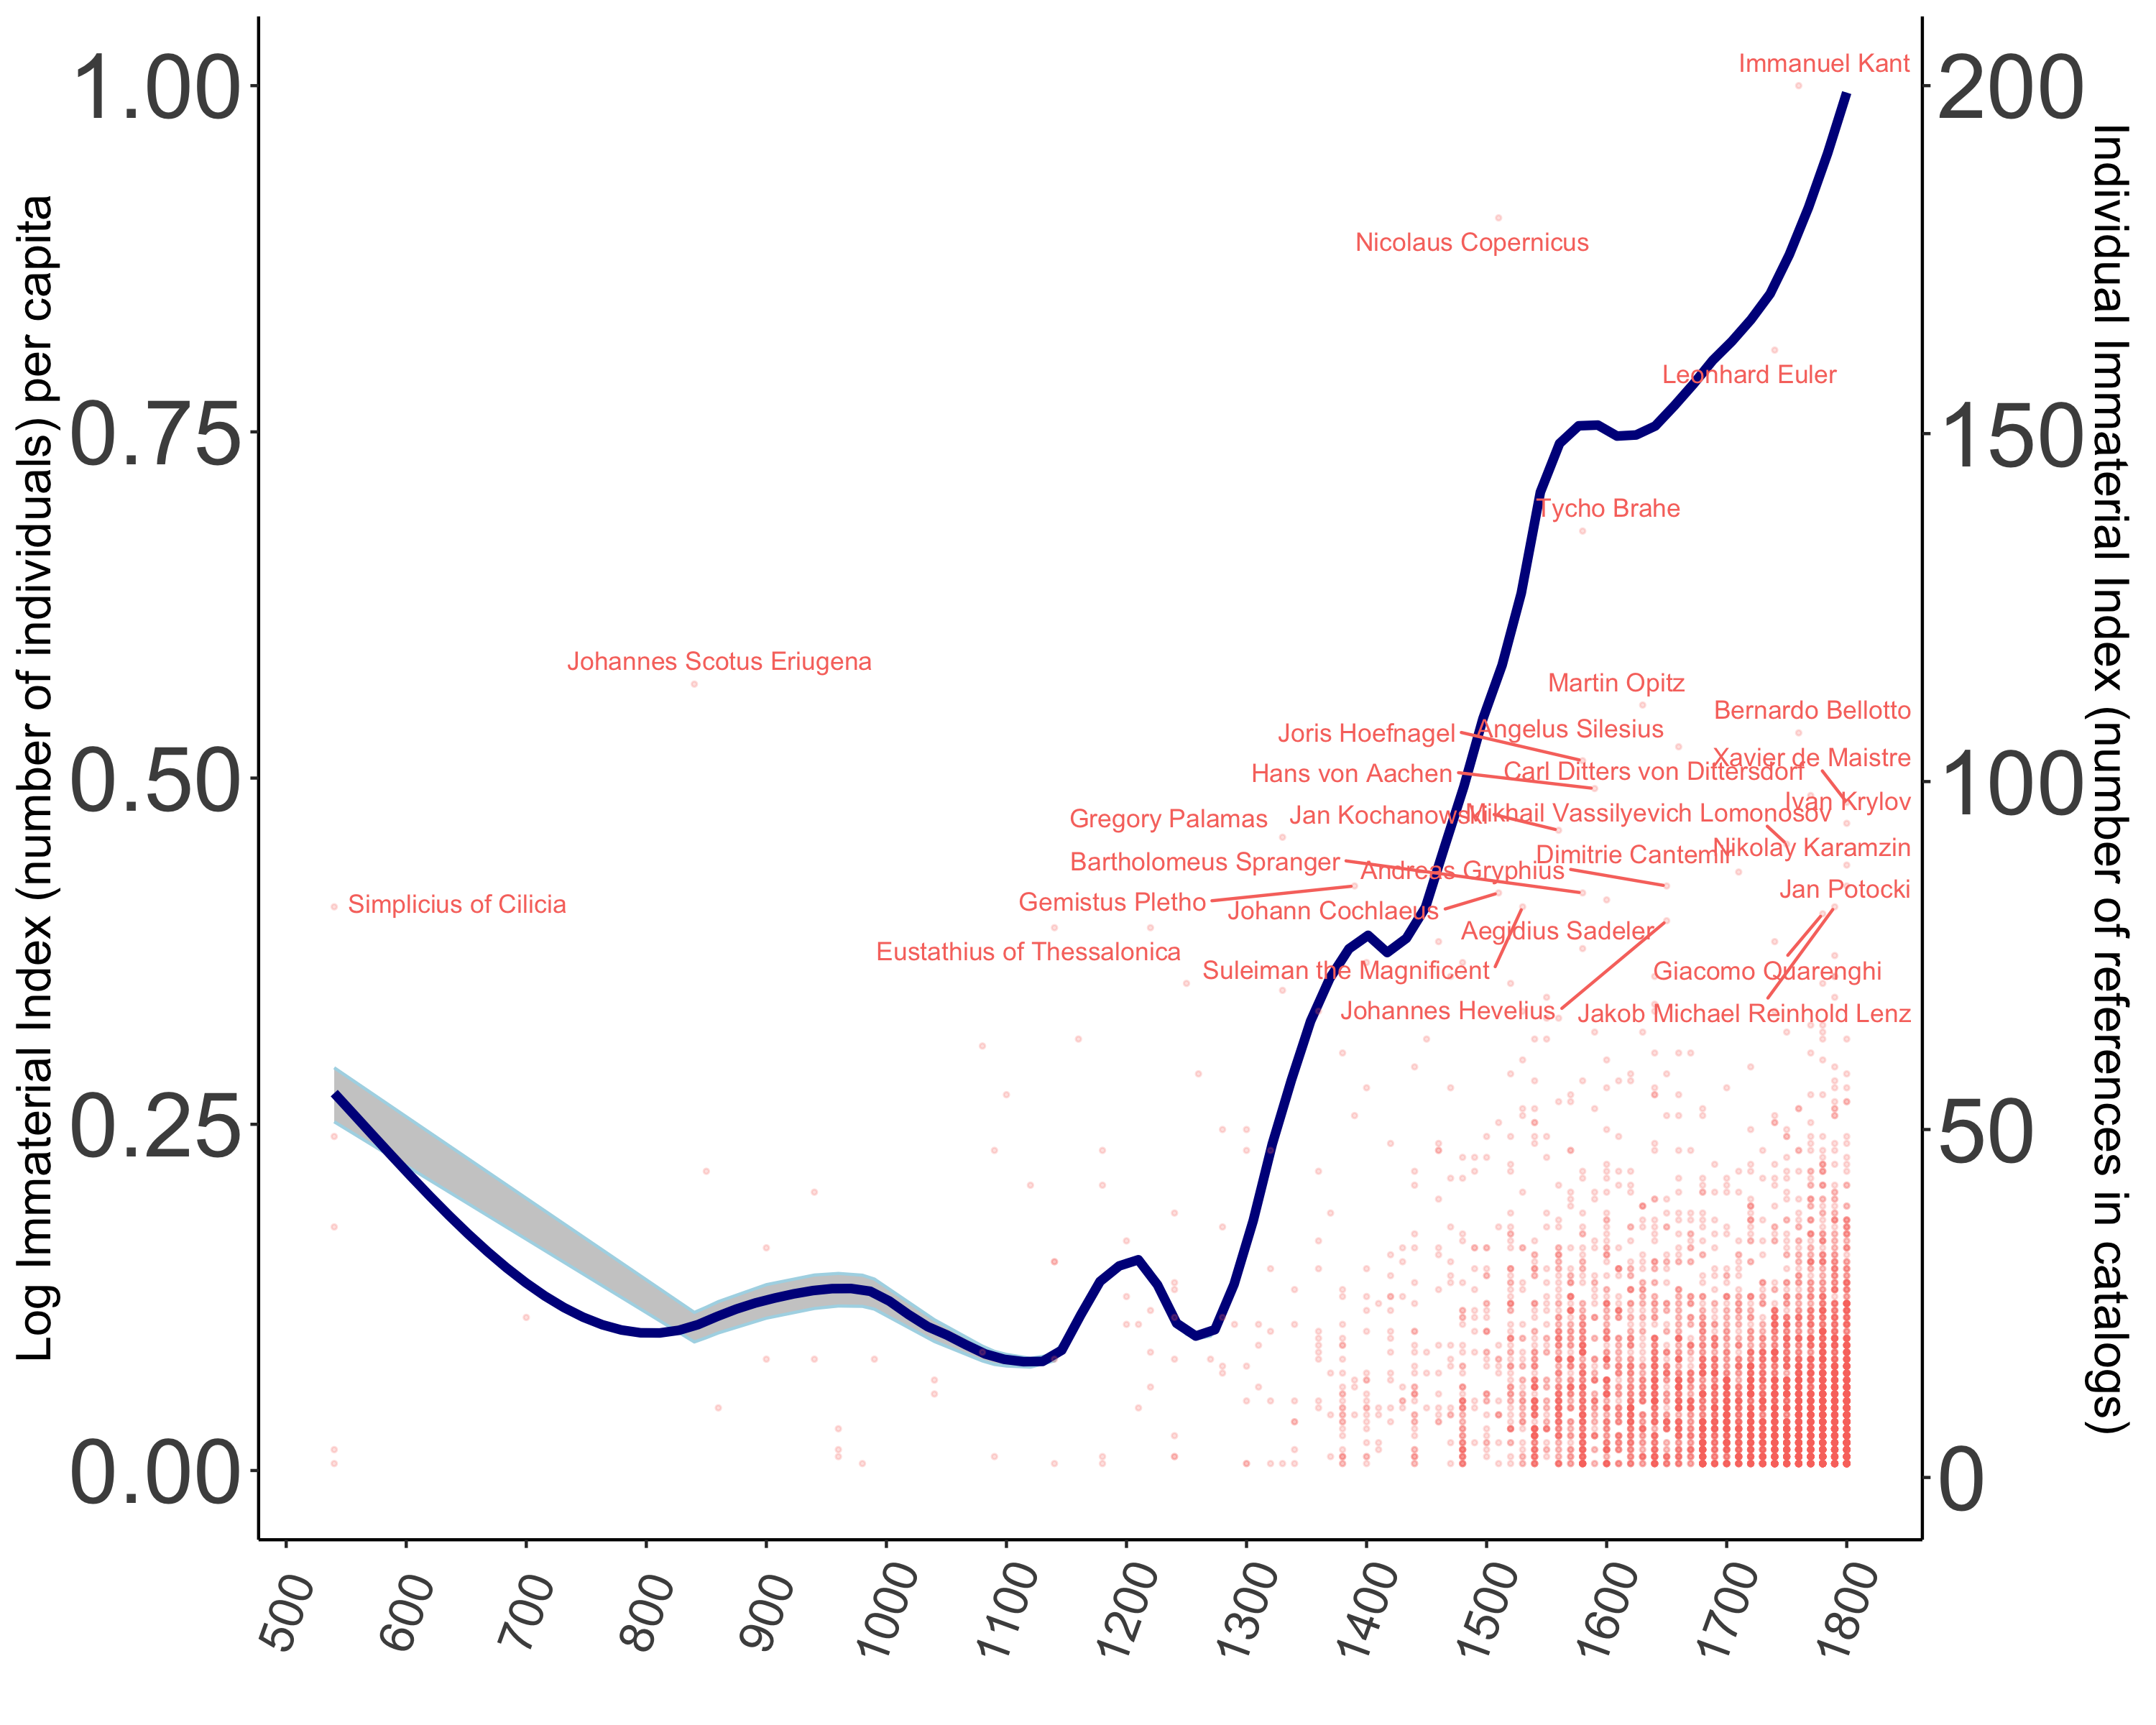 Log Immaterial Index (number of individuals) per capita
1.00
0.75
0.50
0.25
0.00
Immanuel Kant
Nicolaus Copernicus
Leonhard Euler
Tycho Brahe
Johannes Scotus Eriugena
Martin Opitz
Bernardo Bellotto
Joris Hoefnagel
Angelus Silesius
Xavier de Maistre
Hans von Aachen
Carl Ditters von Dittersdorf
Ivan Krylov
Gregory Palamas
Jan Kochanowski
Mikhail Vassilyevich Lomonosov
Nikolay Karamzin
Bartholomeus Spranger
Dimitrie Cantemir
Andreas Gryphius
Jan Potocki
Simplicius of Cilicia
Gemistus Pletho
Johann Cochlaeus
Aegidius Sadeler
Eustathius of Thessalonica
Suleiman the Magnificent
Giacomo Quarenghi
Johannes Hevelius
Jakob Michael Reinhold Lenz
200
150
100
50
0
Individual Immaterial Index (number of references in catalogs)
500
600
700
800
900
1000
1100
1200
1300
1400
1500
1600
1700
1800